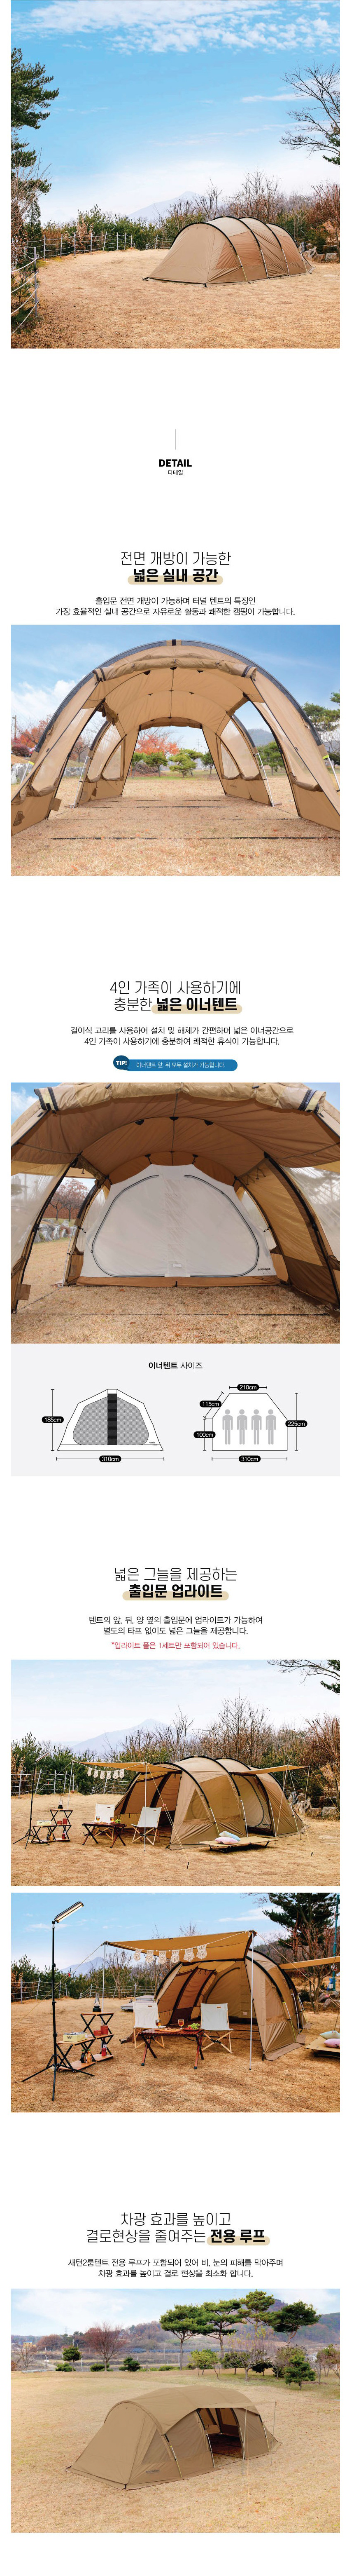 DETAIL
디테일
전면 개방이 가능한
넓은 실내 공간
출입문 전면 개방이 가능하며 터널 텐트의 특징인
가장 효율적인 실내 공간으로 자유로운 활동과 쾌적한 캠핑이 가능합니다.
4인 가족이 사용하기에
충분한 넓은 이너텐트
걸이식 고리를 사용하여 설치 및 해체가 간편하며 넓은 이너공간으로
4인 가족이 사용하기에 충분하여 쾌적한 휴식이 가능합니다.
TIP! 이너텐트 앞, 뒤 모두 설치가 가능합니다.
이너텐트 사이즈
185cm
310cm
210cm
115cm
100cm
225cm
310cm
넓은 그늘을 제공하는
출입문 업라이트
텐트의 앞, 뒤, 양 옆의 출입문에 업라이트가 가능하여
별도의 타프 없이도 넓은 그늘을 제공합니다.
*업라이트 폴은 1세트만 포함되어 있습니다.
차광 효과를 높이고
결로현상을 줄여주는 전용 루프
새턴2룸텐트 전용 루프가 포함되어 있어 비, 눈의 피해를 막아주며
차광 효과를 높이고 결로 현상을 최소화 합니다.